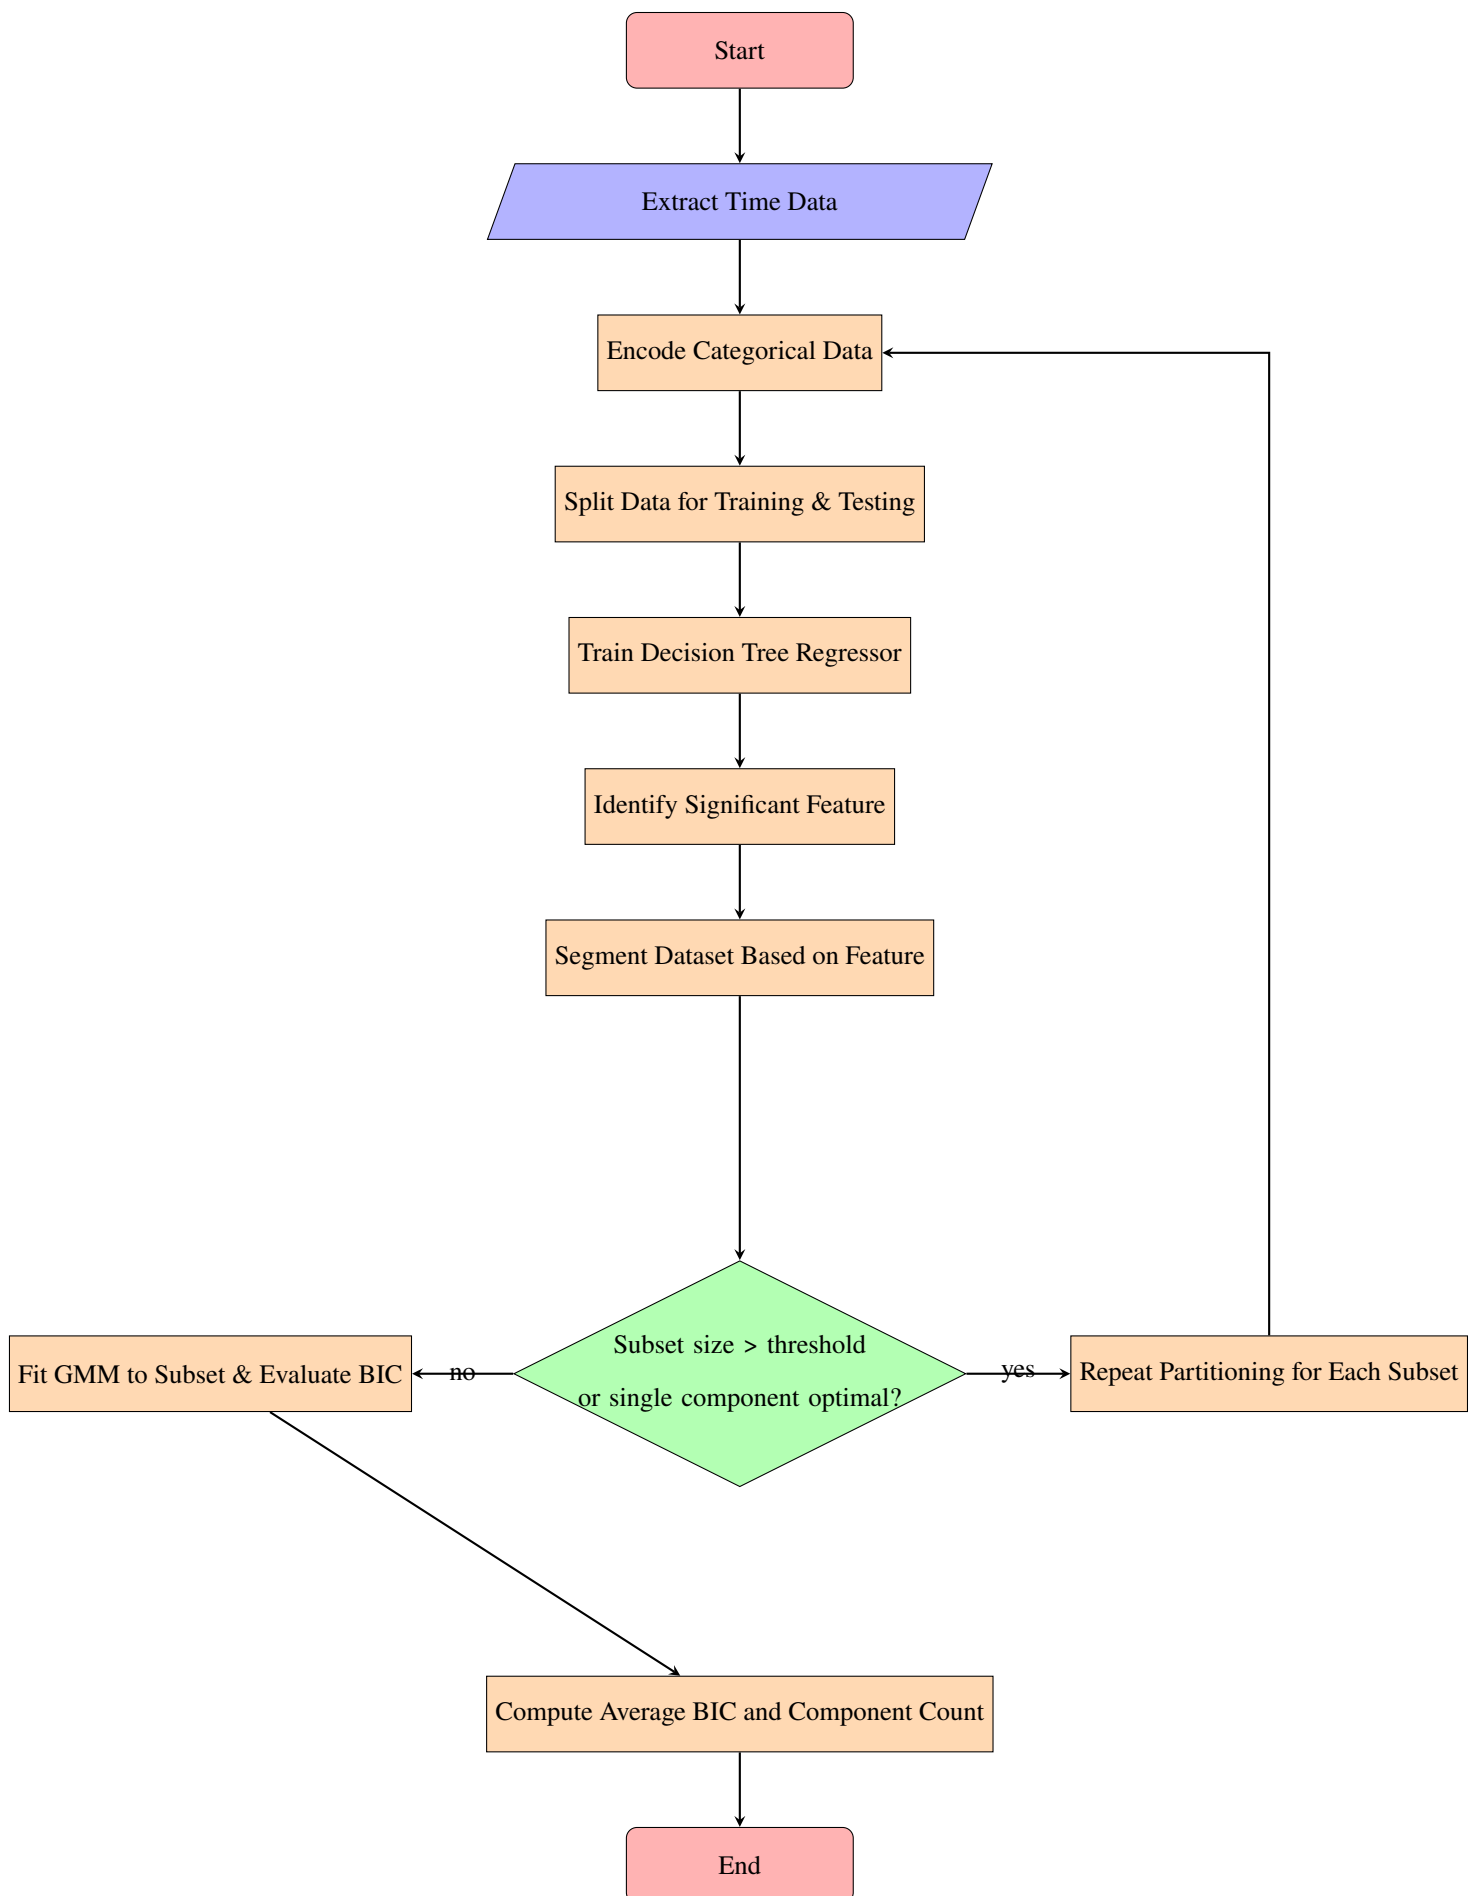 Start
Extract Time Data
Encode Categorical Data
Split Data for Training & Testing
Train Decision Tree Regressor
Identify Significant Feature
Segment Dataset Based on Feature
Subset size > threshold
or single component optimal?
no
yes
Fit GMM to Subset & Evaluate BIC
Repeat Partitioning for Each Subset
Compute Average BIC and Component Count
End